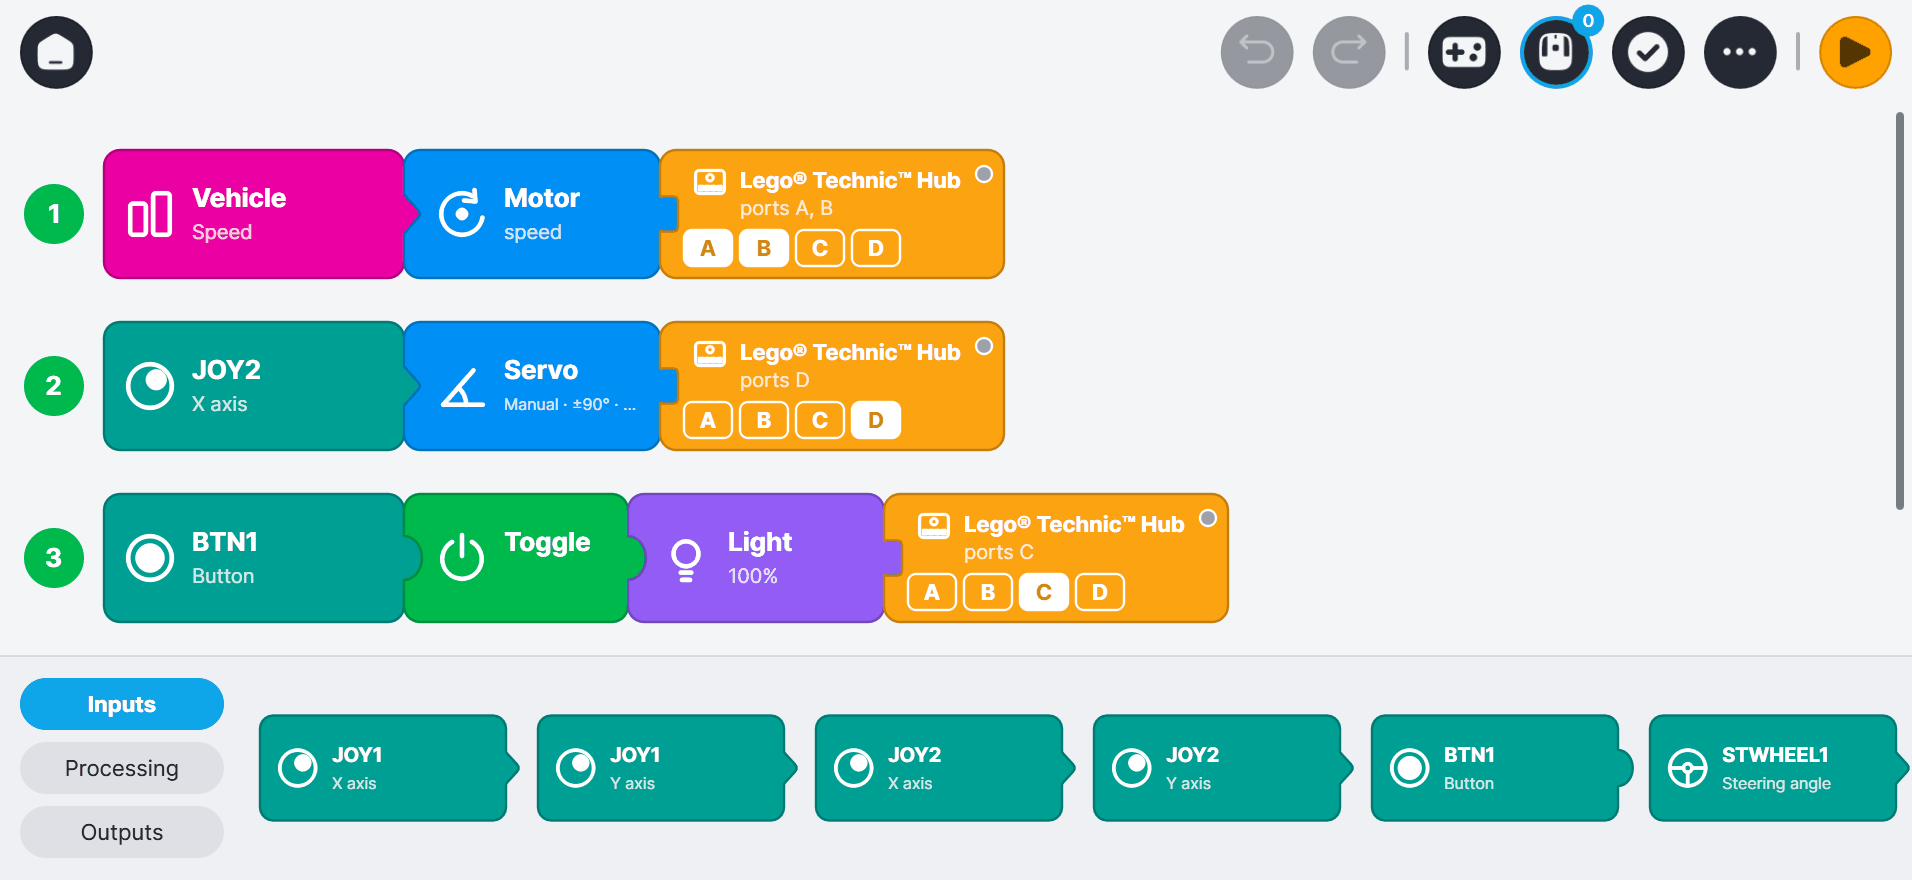 0
1
Vehicle
Speed
Motor
speed
Lego® Technic™ Hub
ports A, B
A B C D
2
JOY2
X axis
Servo
Manual · ±90° · ...
Lego® Technic™ Hub
ports D
A B C D
3
BTN1
Button
Toggle
Light
100%
Lego® Technic™ Hub
ports C
A B C D
Inputs
Processing
Outputs
JOY1
X axis
JOY1
Y axis
JOY2
X axis
JOY2
Y axis
BTN1
Button
STWHEEL1
Steering angle